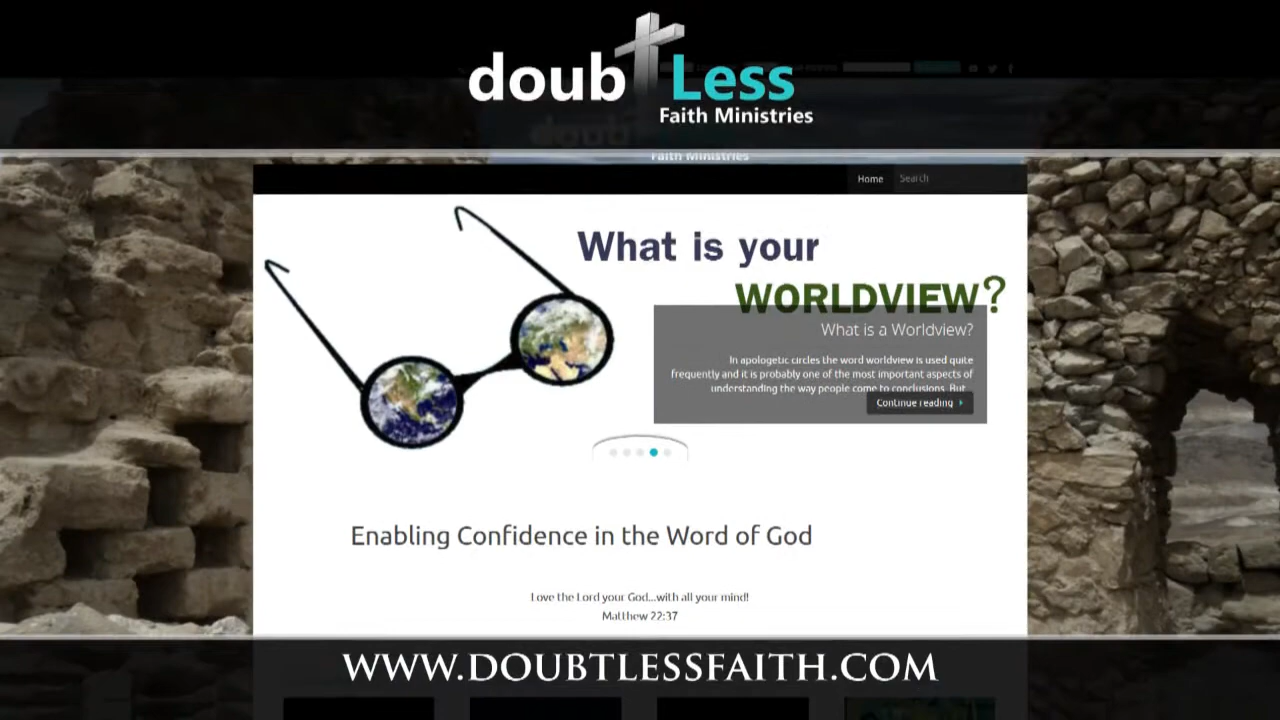 doubtLess
Faith Ministries
Faith Ministries
Home Search
What is your
WORLDVIEW?
What is a Worldview?
In apologetic circles the word worldview is used quite
frequently and it is probably one of the most important aspects of
understanding the way people come to conclusions. But...
Continue reading
Enabling Confidence in the Word of God
Love the Lord your God...with all your mind!
Matthew 22:37
WWW.DOUBTLESSFAITH.COM